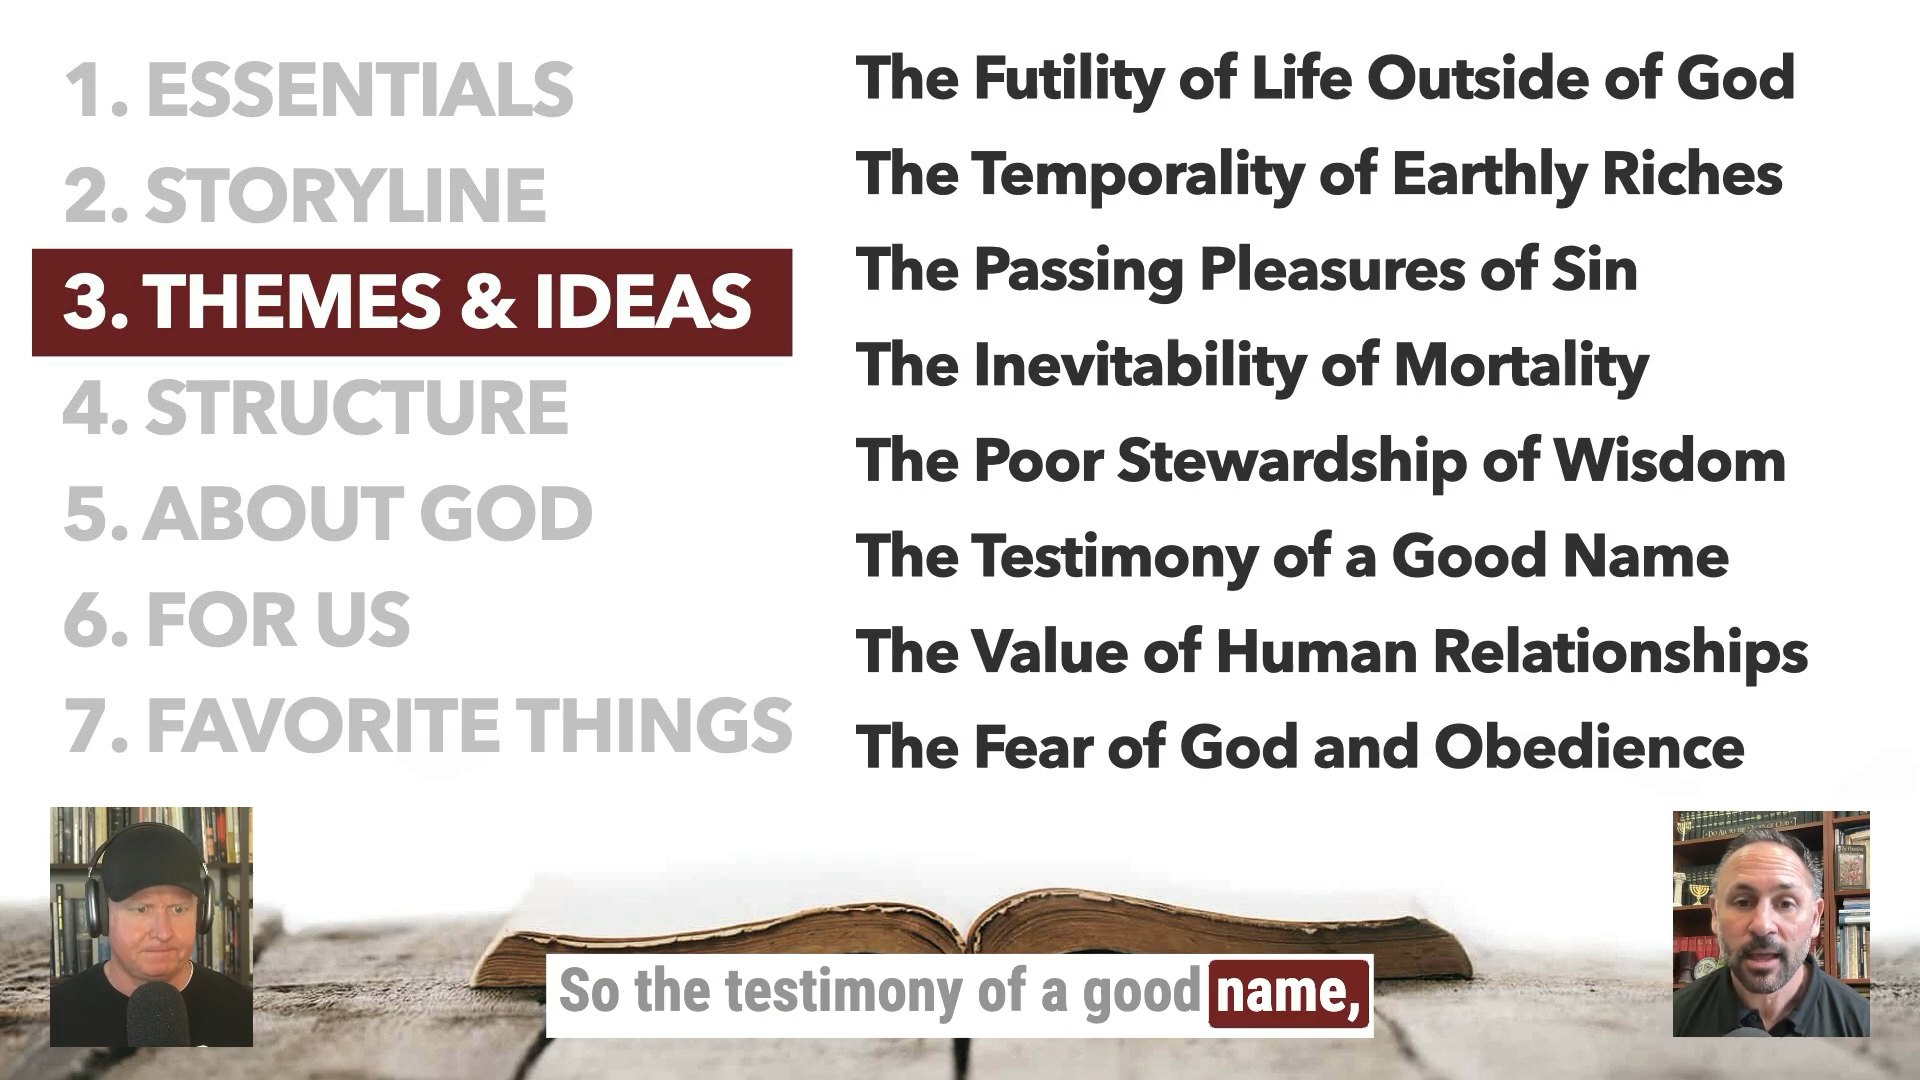 1. ESSENTIALS
2. STORYLINE
3. THEMES & IDEAS
4. STRUCTURE
5. ABOUT GOD
6. FOR US
7. FAVORITE THINGS
The Futility of Life Outside of God
The Temporality of Earthly Riches
The Passing Pleasures of Sin
The Inevitability of Mortality
The Poor Stewardship of Wisdom
The Testimony of a Good Name
The Value of Human Relationships
The Fear of God and Obedience
So the testimony of a good name,